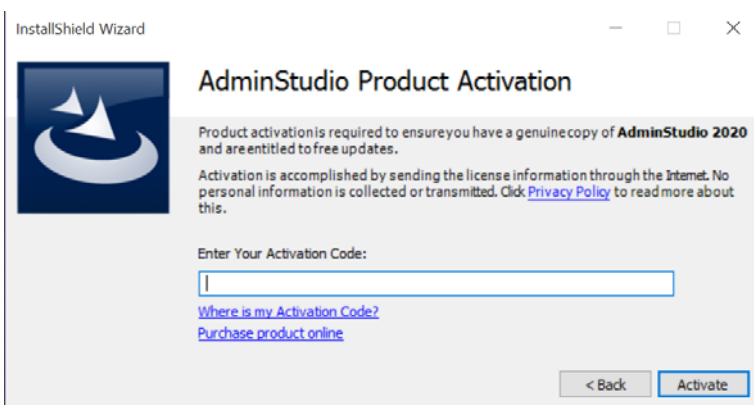 InstallShield Wizard
AdminStudio Product Activation
Product activation is required to ensure you have a genuine copy of AdminStudio 2020
and are entitled to free updates.
Activation is accomplished by sending the license information through the Internet. No
personal information is collected or transmitted. Click Privacy Policy to read more about
this.
Enter Your Activation Code:
Where is my Activation Code?
Purchase product online
< Back
Activate